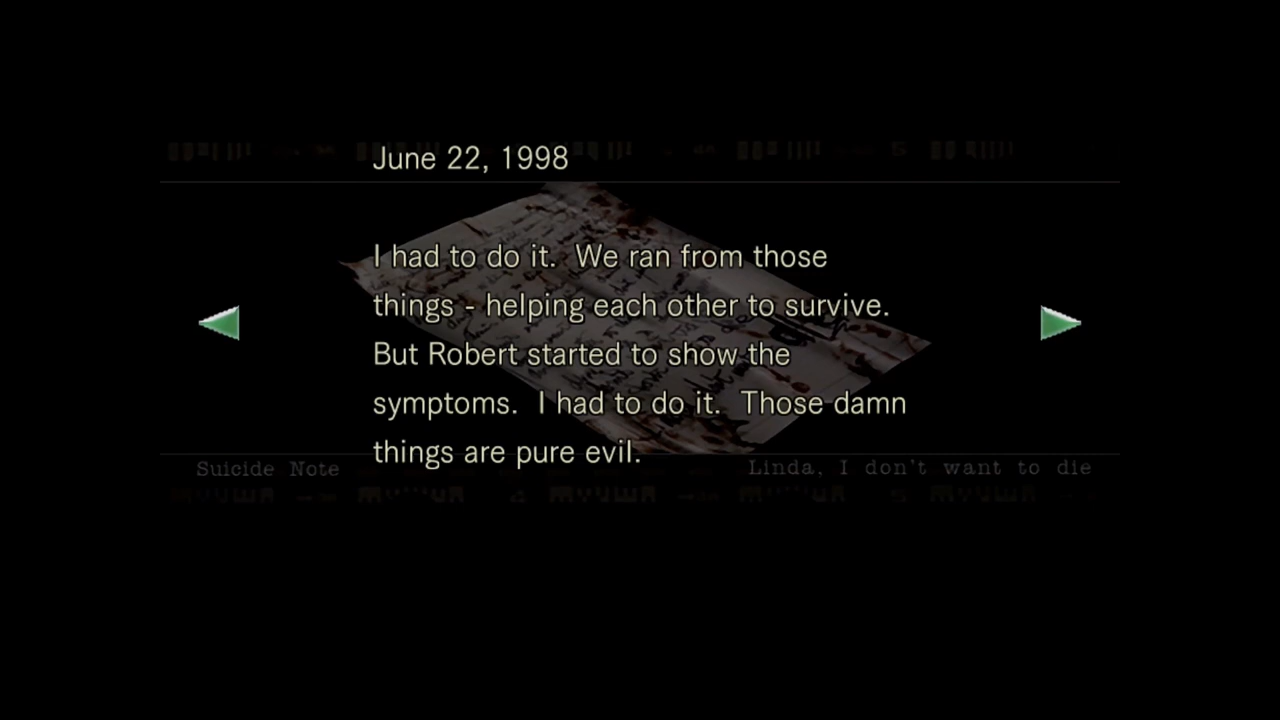 June 22, 1998
I had to do it.  We ran from those
things - helping each other to survive.
But Robert started to show the
symptoms.  I had to do it.  Those damn
things are pure evil.
Suicide Note
Linda, I don't want to die